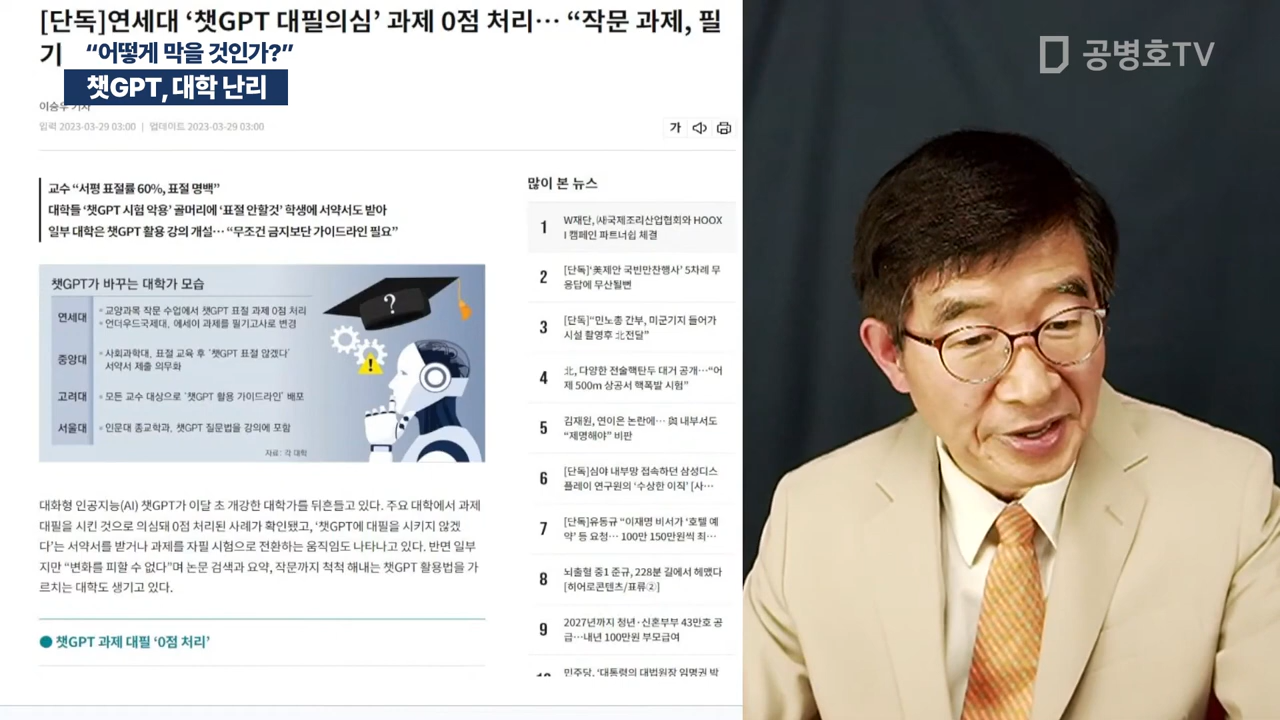 [단독]연세대 ‘챗GPT 대필의심’ 과제 0점 처리… “작문 과제, 필
기
“어떻게 막을 것인가?”
챗GPT, 대학 난리
이승우 기자
입력 2023-03-29 03:00 | 업데이트 2023-03-29 03:00
가
교수 “서평 표절률 60%, 표절 명백”
대학들 ‘챗GPT 시험 악용’ 골머리에 ‘표절 안할것’ 학생에 서약서도 받아
일부 대학은 챗GPT 활용 강의 개설… “무조건 금지보단 가이드라인 필요”
챗GPT가 바꾸는 대학가 모습
연세대
• 교양과목 작문 수업에서 챗GPT 표절 과제 0점 처리
• 언더우드국제대, 에세이 과제를 필기고사로 변경
중앙대
• 사회과학대, 표절 교육 후 ‘챗GPT 표절 않겠다’
서약서 제출 의무화
고려대
• 모든 교수 대상으로 ‘챗GPT 활용 가이드라인’ 배포
서울대
• 인문대 종교학과, 챗GPT 질문법을 강의에 포함
자료: 각 대학
?
!
대화형 인공지능(AI) 챗GPT가 이달 초 개강한 대학가를 뒤흔들고 있다. 주요 대학에서 과제
대필을 시킨 것으로 의심돼 0점 처리된 사례가 확인됐고, ‘챗GPT에 대필을 시키지 않겠
다’는 서약서를 받거나 과제를 자필 시험으로 전환하는 움직임도 나타나고 있다. 반면 일부
지만 “변화를 피할 수 없다”며 논문 검색과 요약, 작문까지 척척 해내는 챗GPT 활용법을 가
르치는 대학도 생기고 있다.
● 챗GPT 과제 대필 ‘0점 처리’
많이 본 뉴스
1
W재단, ㈔국제조리산업협회와 HOOX
I 캠페인 파트너쉽 체결
2
[단독]‘美제안 국빈만찬행사’ 5차례 무
응답에 무산될뻔
3
[단독]“민노총 간부, 미군기지 들어가
시설 촬영후 北전달”
4
北, 다양한 전술핵탄두 대거 공개…“어
제 500m 상공서 핵폭발 시험”
5
김재원, 연이은 논란에… 與 내부서도
“제명해야” 비판
6
[단독]심야 내부망 접속하던 삼성디스
플레이 연구원의 ‘수상한 이직’ [사…
7
[단독]유동규 “이재명 비서가 ‘호텔 예
약’ 등 요청… 100만 150만원씩 최…
8
뇌출혈 중1 준규, 228분 길에서 헤맸다
[히어로콘텐츠/표류②]
9
2027년까지 청년·신혼부부 43만호 공
급…내년 100만원 부모급여
10
민주당, ‘대통령의 대법원장 임명권 박
공병호TV